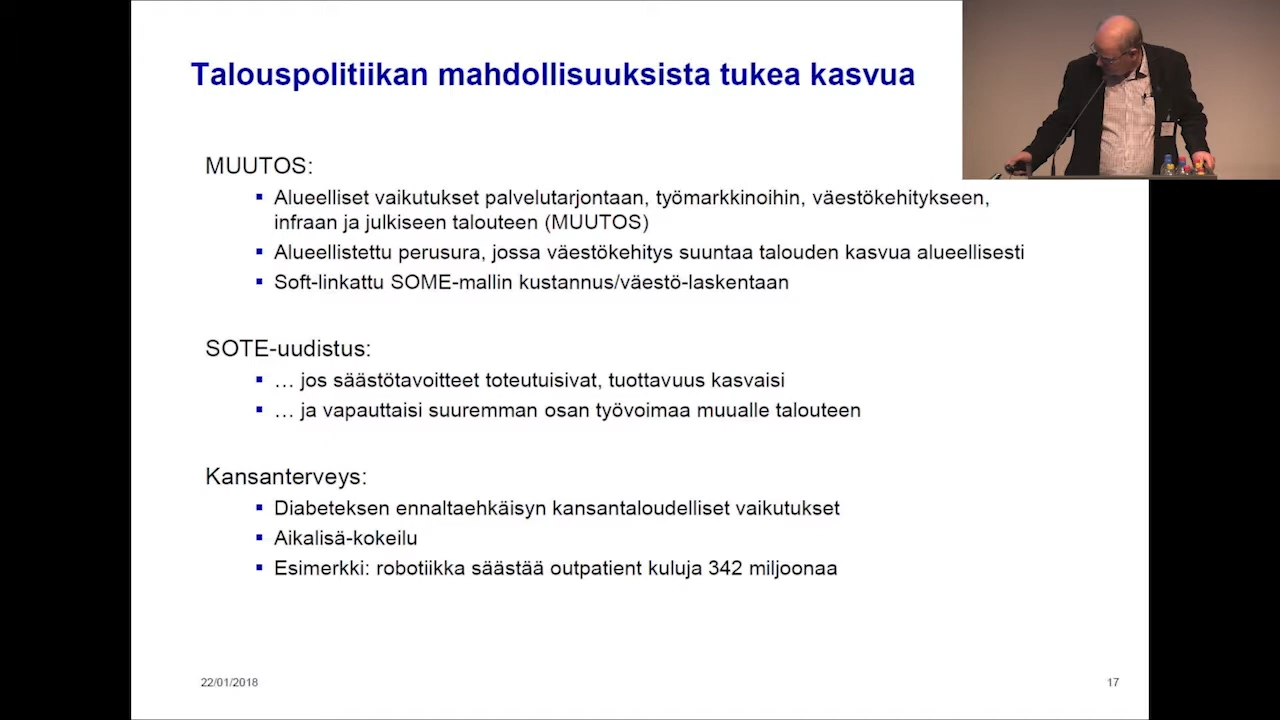 Talouspolitiikan mahdollisuuksista tukea kasvua
MUUTOS:
▪ Alueelliset vaikutukset palvelutarjontaan, työmarkkinoihin, väestökehitykseen,
infraan ja julkiseen talouteen (MUUTOS)
▪ Alueellistettu perusura, jossa väestökehitys suuntaa talouden kasvua alueellisesti
▪ Soft-linkattu SOME-mallin kustannus/väestö-laskentaan
SOTE-uudistus:
▪ … jos säästötavoitteet toteutuisivat, tuottavuus kasvaisi
▪ … ja vapauttaisi suuremman osan työvoimaa muualle talouteen
Kansanterveys:
▪ Diabeteksen ennaltaehkäisyn kansantaloudelliset vaikutukset
▪ Aikalisä-kokeilu
▪ Esimerkki: robotiikka säästää outpatient kuluja 342 miljoonaa
22/01/2018
17